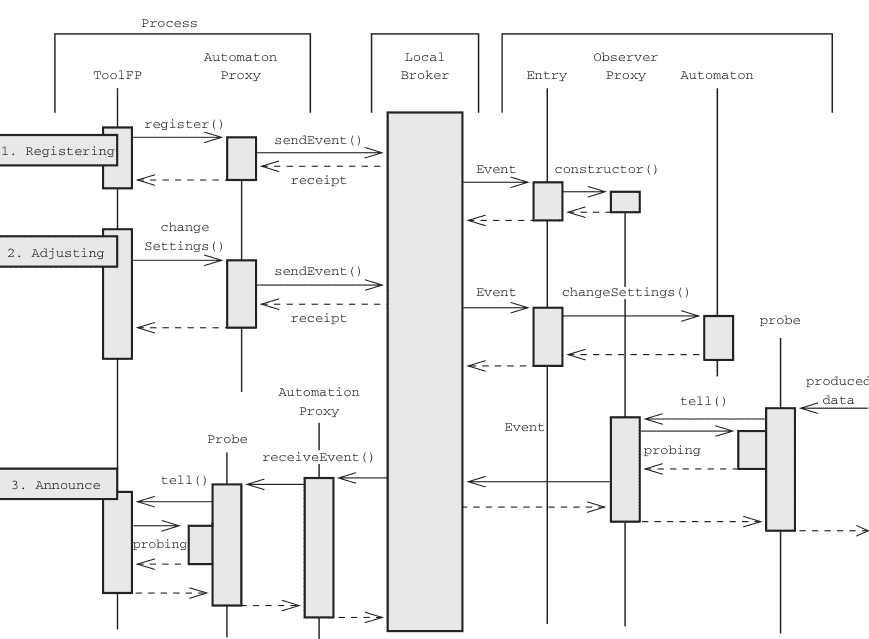 Process
Automaton
Proxy
ToolFP
Local
Broker
Observer
Proxy
Entry
Automaton
register()
1. Registering
sendEvent()
receipt
Event
constructor()
change
Settings()
2. Adjusting
sendEvent()
receipt
Event
changeSettings()
probe
produced
data
tell()
Automation
Proxy
Event
Probe
probing
receiveEvent()
3. Announce
tell()
probing